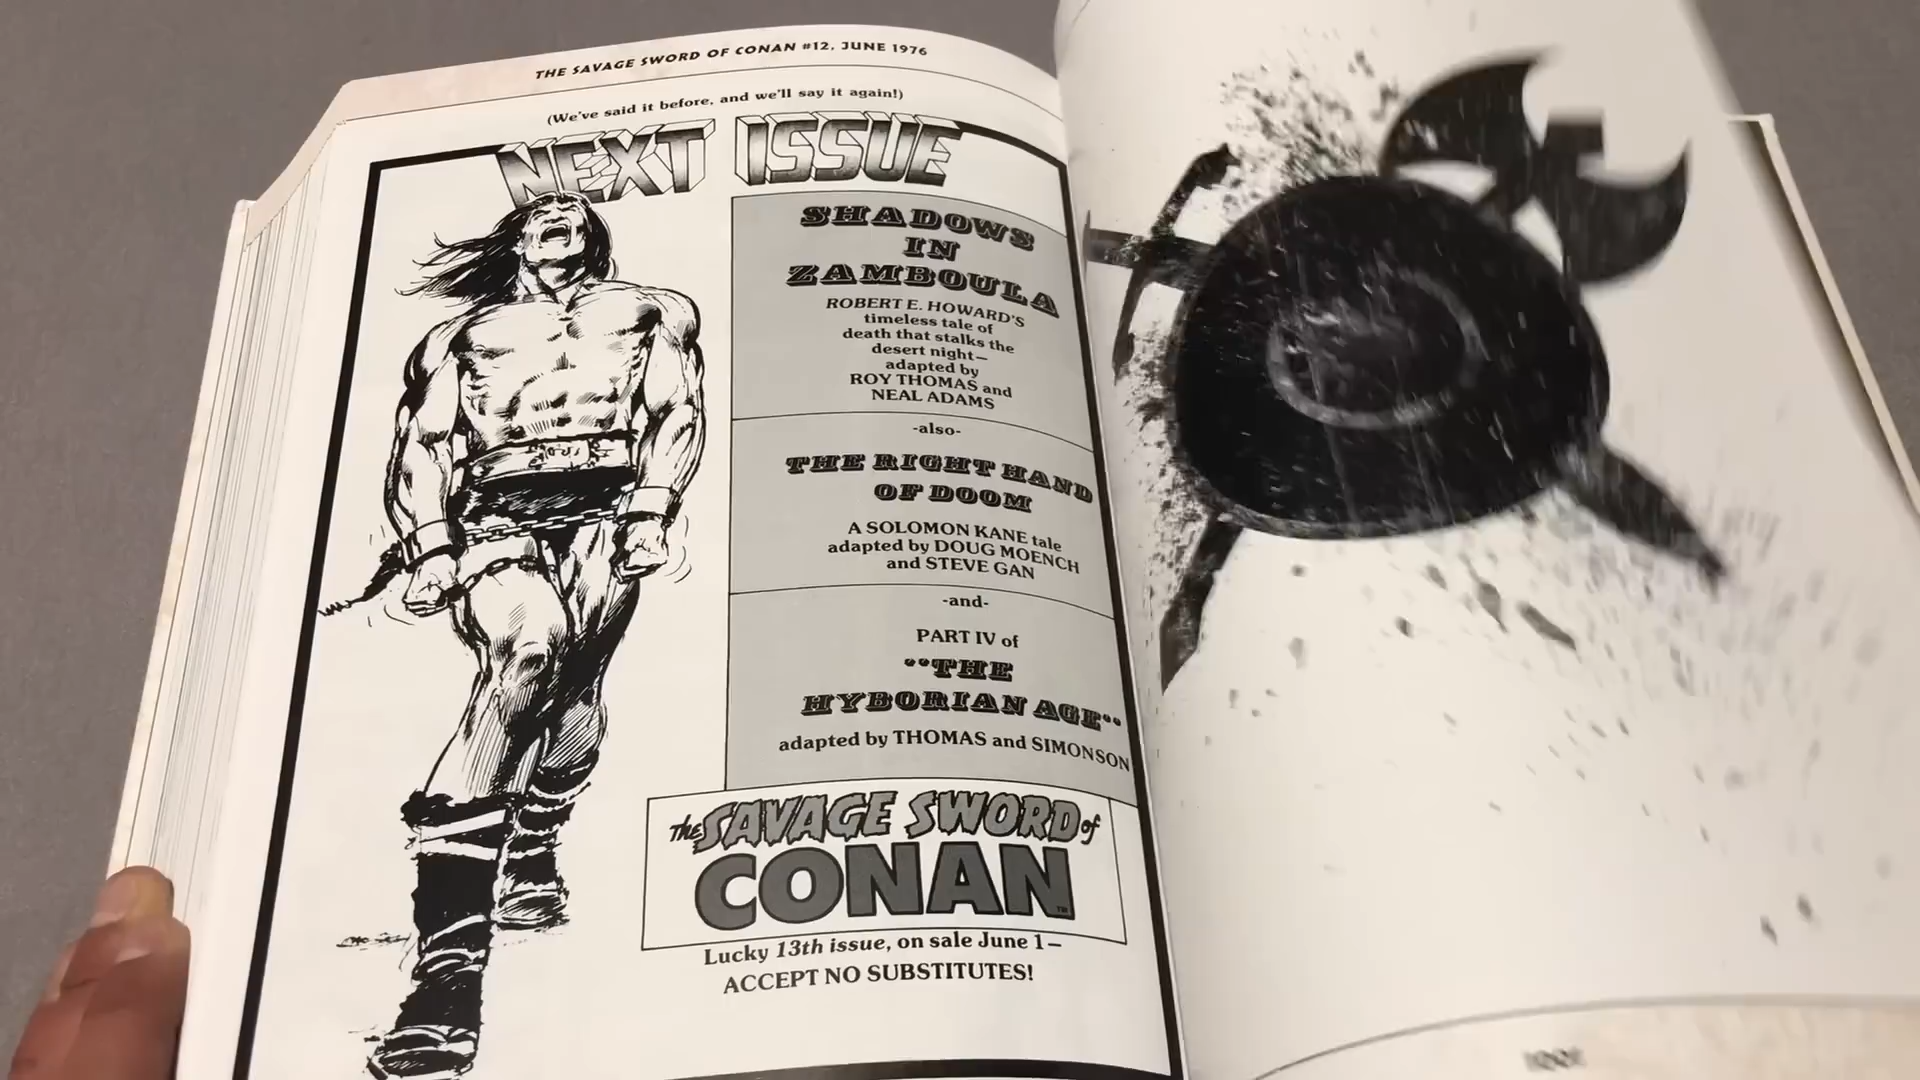 THE SAVAGE SWORD OF CONAN #12, JUNE 1976
(We've said it before, and we'll say it again!)
NEXT ISSUE
SHADOWS
IN
ZAMBOULA
ROBERT E. HOWARD'S
timeless tale of
death that stalks the
desert night—
adapted by
ROY THOMAS and
NEAL ADAMS
-also-
THE RIGHT HAND
OF DOOM
A SOLOMON KANE tale
adapted by DOUG MOENCH
and STEVE GAN
-and-
PART IV of
"THE
HYBORIAN AGE"
adapted by THOMAS and SIMONSON
The SAVAGE SWORD of
CONAN TM
Lucky 13th issue, on sale June 1—
ACCEPT NO SUBSTITUTES!